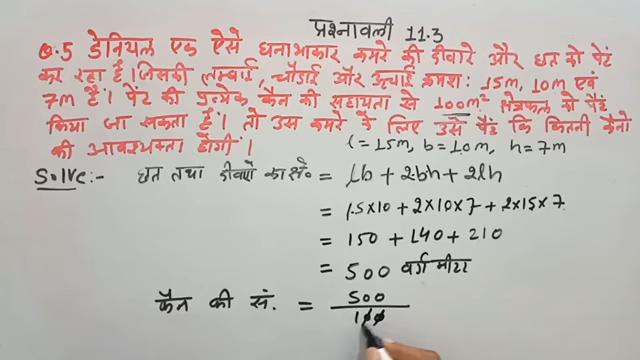 प्रश्नावली 11.3
Q.5 डेनियल एक ऐसे घनाभाकार कमरे की दीवारे और छत को पेंट
कर रहा है। जिसकी लम्बाई, चौडाई और ऊचाई क्रमश: 15m, 10m एवं
7m है। पेंट की प्रत्येक कैन की सहायता से 100m² क्षेत्रफल को पैंट
किया जा सकता है। तो उस कमरे के लिए उसे पैंट कि कितनी कैनो
की आवश्यकता होगी।
l = 15m, b = 10m, h = 7m
Solve:- छत तथा दीवारो का क्षे० = lb + 2bh + 2lh
= 15×10 + 2×10×7 + 2×15×7
= 150 + 140 + 210
= 500 वर्ग मीटर
कैन की सं. = 500
100